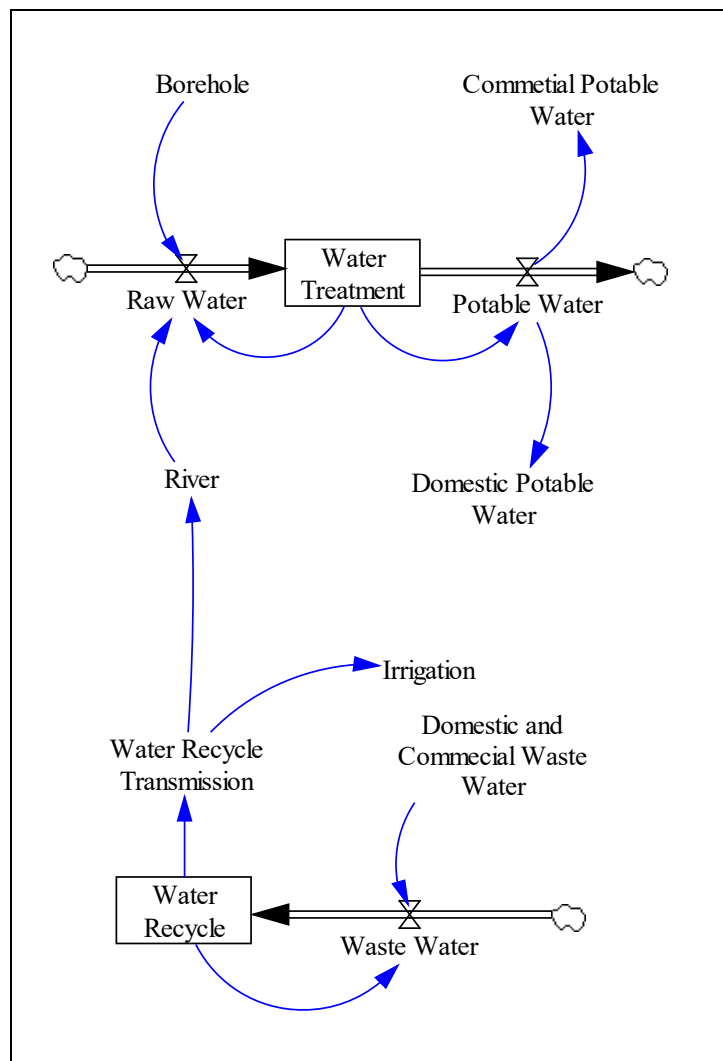 Borehole
Commetial Potable
Water
Water
Treatment
Raw Water
Potable Water
River
Domestic Potable
Water
Irrigation
Water Recycle
Transmission
Domestic and
Commecial Waste
Water
Water
Recycle
Waste Water